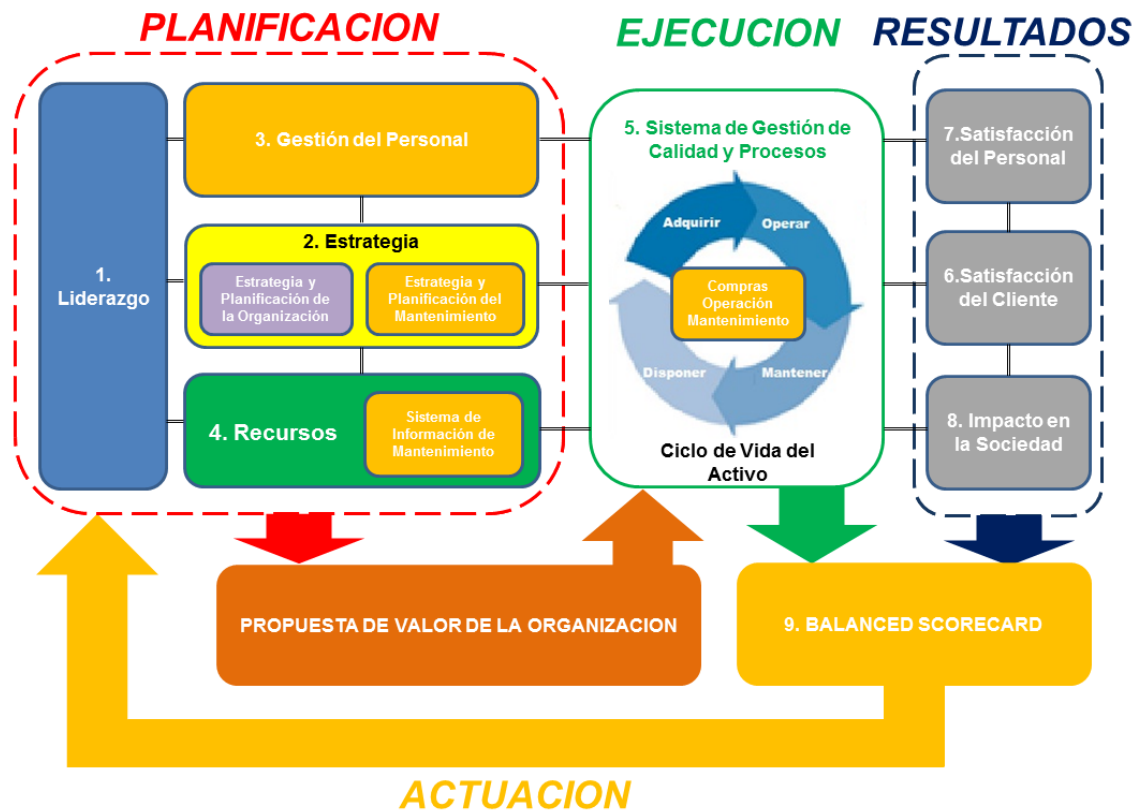 PLANIFICACION
EJECUCION
RESULTADOS
1.
Liderazgo
3. Gestión del Personal
2. Estrategia
Estrategia y
Planificación de
la Organización
Estrategia y
Planificación del
Mantenimiento
4. Recursos
Sistema de
Información de
Mantenimiento
5. Sistema de Gestión de
Calidad y Procesos
Adquirir
Operar
Compras
Operación
Mantenimiento
Disponer
Mantener
Ciclo de Vida del
Activo
7.Satisfacción
del Personal
6.Satisfacción
del Cliente
8. Impacto en
la Sociedad
PROPUESTA DE VALOR DE LA ORGANIZACION
9. BALANCED SCORECARD
ACTUACION